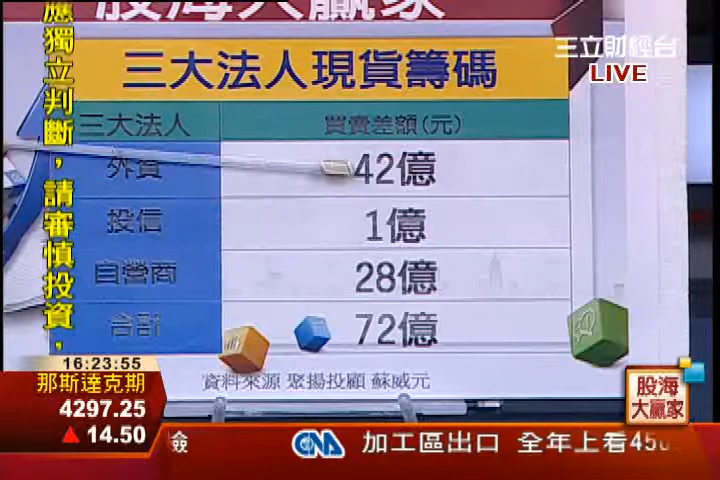 股海大贏家
三立財經台
LIVE
應獨立判斷，請審慎投資，
三大法人現貨籌碼
三大法人 買賣差額(元)
外資 42億
投信 1億
自營商 28億
合計 72億
資料來源 聚揚投顧 蘇威元
16:23:55
那斯達克期
4297.25
▲ 14.50
股海
大贏家
險
CNA 加工區出口 全年上看45